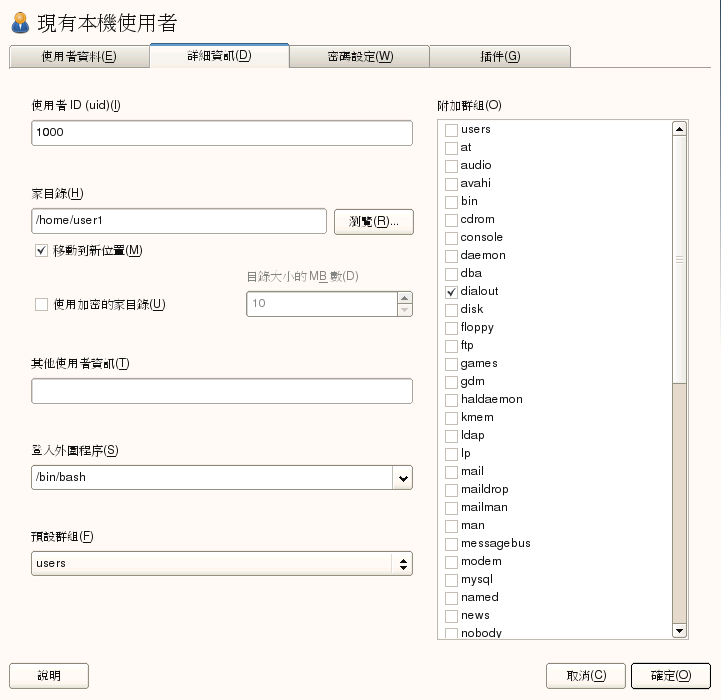 現有本機使用者
使用者資料(E)
詳細資訊(D)
密碼設定(W)
插件(G)
使用者 ID (uid)(I)
1000
家目錄(H)
/home/user1
瀏覽(R)...
移動到新位置(M)
目錄大小的 MB 數(D)
使用加密的家目錄(U)
10
其他使用者資訊(T)
登入外圍程序(S)
/bin/bash
預設群組(F)
users
附加群組(O)
users
at
audio
avahi
bin
cdrom
console
daemon
dba
dialout
disk
floppy
ftp
games
gdm
haldaemon
kmem
ldap
lp
mail
maildrop
mailman
man
messagebus
modem
mysql
named
news
nobody
說明
取消(C)
確定(O)